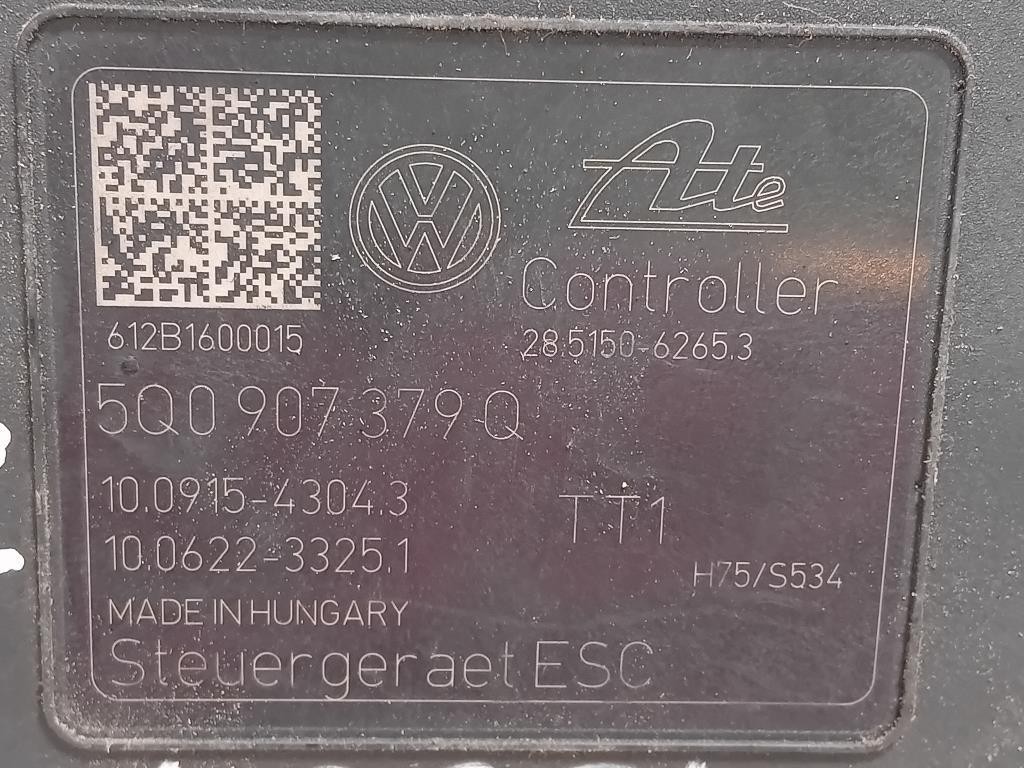 Ate
Controller
612B1600015
28.5150-6265.3
5Q0 907 379 Q
10.0915-4304.3
TT1
10.0622-3325.1
H75/S534
MADE IN HUNGARY
Steuergeraet ESC